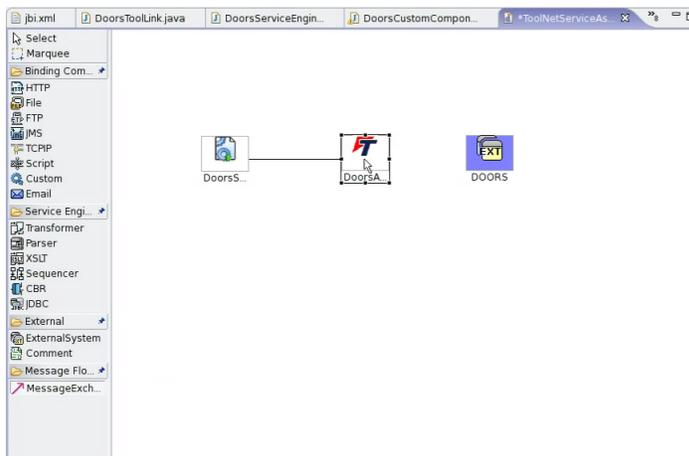 jbi.xml DoorsToolLink.java DoorsServiceEngin... DoorsCustomCompon... *ToolNetServiceAs... »8
Select
Marquee
Binding Com...
HTTP
File
FTP
JMS
TCPIP
Script
Custom
Email
Service Engi...
Transformer
Parser
XSLT
Sequencer
CBR
JDBC
External
ExternalSystem
Comment
Message Flo...
MessageExch...
DoorsS...
T
DoorsA...
EXT
DOORS